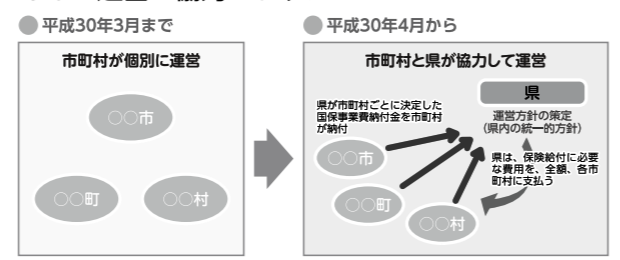 ●平成30年3月まで
市町村が個別に運営
○○市
○○町
○○村
●平成30年4月から
市町村と県が協力して運営
県が市町村ごとに決定した
国保事業費納付金を市町村
が納付
県
運営方針の策定
(県内の統一的方針)
○○市
○○町
○○村
県は、保険給付に必要
な費用を、全額、各市
町村に支払う